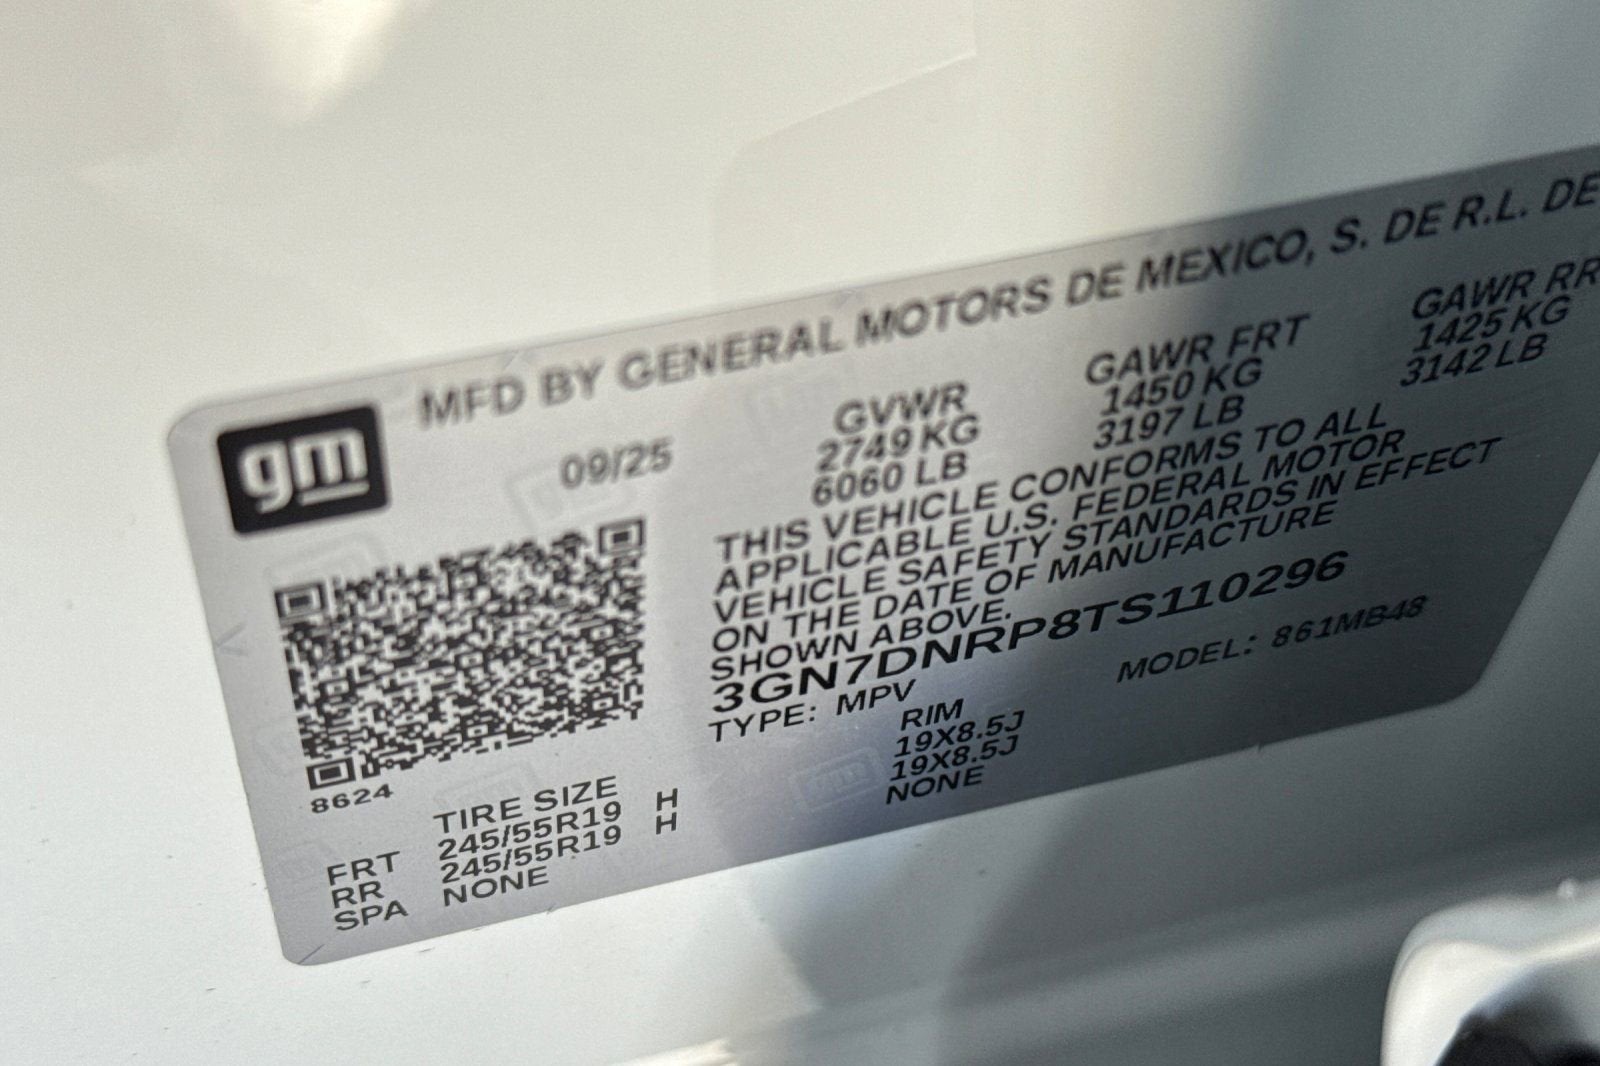 MFD BY GENERAL MOTORS DE MEXICO, S. DE R.L. DE
gm
09/25
GVWR
2749 KG
6060 LB
GAWR FRT
1450 KG
3197 LB
GAWR RR
1425 KG
3142 LB
THIS VEHICLE CONFORMS TO ALL
APPLICABLE U.S. FEDERAL MOTOR
VEHICLE SAFETY STANDARDS IN EFFECT
ON THE DATE OF MANUFACTURE
SHOWN ABOVE.
3GN7DNRP8TS110296
TYPE: MPV
MODEL: 861MB48
8624
TIRE SIZE
RIM
FRT 245/55R19 H 19X8.5J
RR 245/55R19 H 19X8.5J
SPA NONE NONE